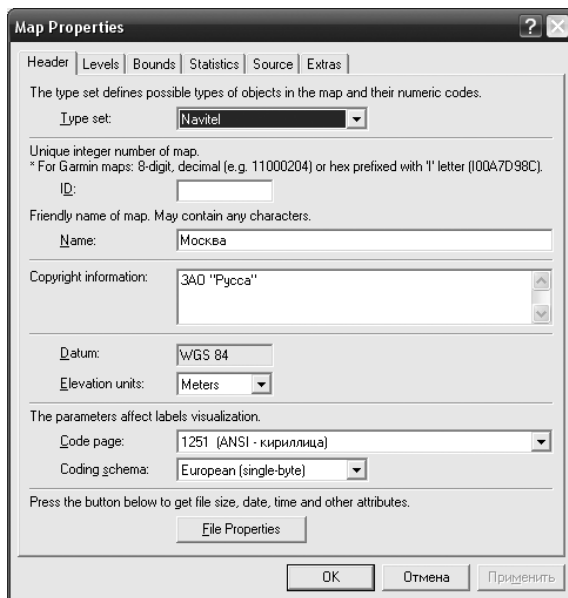 Map Properties
Header Levels Bounds Statistics Source Extras
The type set defines possible types of objects in the map and their numeric codes.
Type set: Navitel
Unique integer number of map.
* For Garmin maps: 8-digit, decimal (e.g. 11000204) or hex prefixed with 'I' letter (I00A7D98C).
ID:
Friendly name of map. May contain any characters.
Name: Москва
Copyright information: ЗАО "Русса"
Datum: WGS 84
Elevation units: Meters
The parameters affect labels visualization.
Code page: 1251 (ANSI - кириллица)
Coding schema: European (single-byte)
Press the button below to get file size, date, time and other attributes.
File Properties
OK Отмена Применить